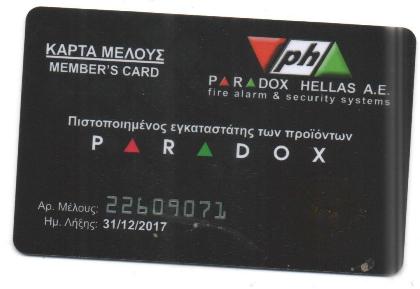 ΚΑΡΤΑ ΜΕΛΟΥΣ
MEMBER'S CARD
ph
PARADOX HELLAS A.E.
fire alarm & security systems
Πιστοποιημένος εγκαταστάτης των προϊόντων
PARADOX
Αρ. Μέλους: 22609071
Ημ. Λήξης: 31/12/2017